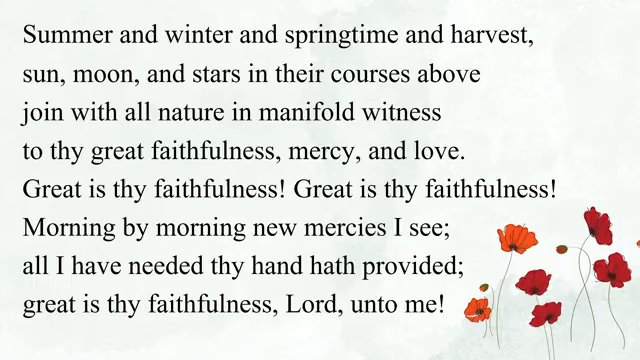 Summer and winter and springtime and harvest,
sun, moon, and stars in their courses above
join with all nature in manifold witness
to thy great faithfulness, mercy, and love.
Great is thy faithfulness! Great is thy faithfulness!
Morning by morning new mercies I see;
all I have needed thy hand hath provided;
great is thy faithfulness, Lord, unto me!